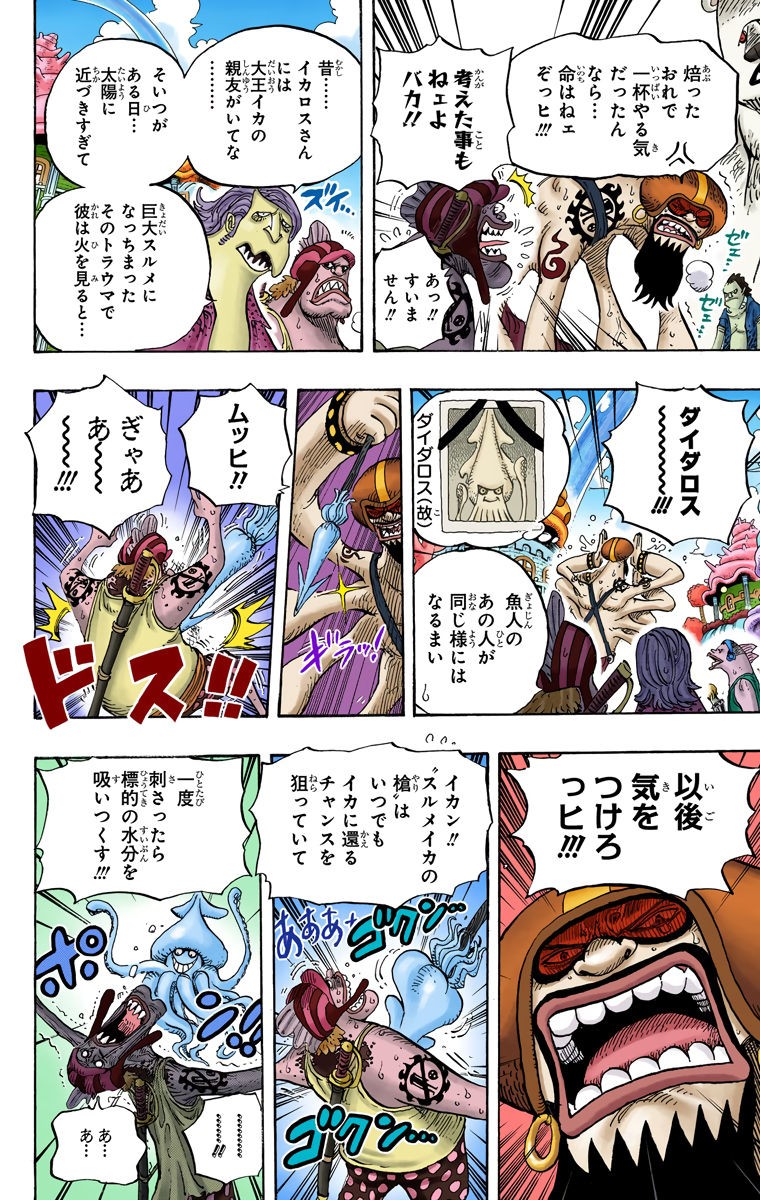 焙った
おれで
一杯やる気
だったん
なら…
命はねェ
ぞっヒ!!!
考えた事も
ねェよ
バカ!!
あっ!!
すいま
せん!
ゼェ…
ゼェ…
昔……
イカロスさん
には
大王イカの
親友がいてな
………
そいつが
ある日…
太陽に
近づきすぎて
巨大スルメに
なっちまった
そのトラウマで
彼は火を見ると…
ズイ…
ダイダロス
〜〜〜!!!
ダイダロス(故)
魚人の
あの人が
同じ様には
なるまい
ギラッ!
ムッヒ!!
ぎゃあ
あ〜〜
〜〜!!!
ドス!!
以後
気を
つけろ
っヒ!!!
イカン!!
〝スルメイカの
槍〟は
いつでも
イカに還る
チャンスを
狙っていて
あああ…
ゴクン…
ゴクン…
一度
刺さったら
標的の水分を
吸いつくす!!!
ポン!!
………
………
あ…
あ…